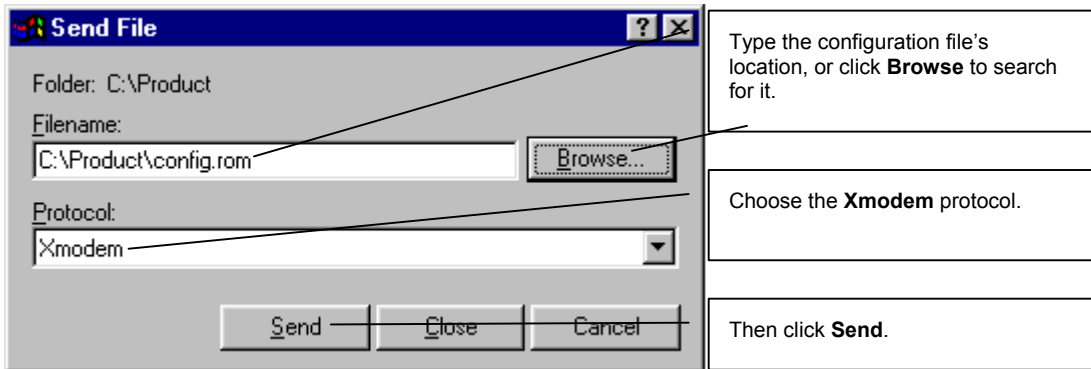 Send File
Folder: C:\Product
Filename:
C:\Product\config.rom
Browse...
Protocol:
Xmodem
Send
Close
Cancel
Type the configuration file's
location, or click Browse to search
for it.
Choose the Xmodem protocol.
Then click Send.